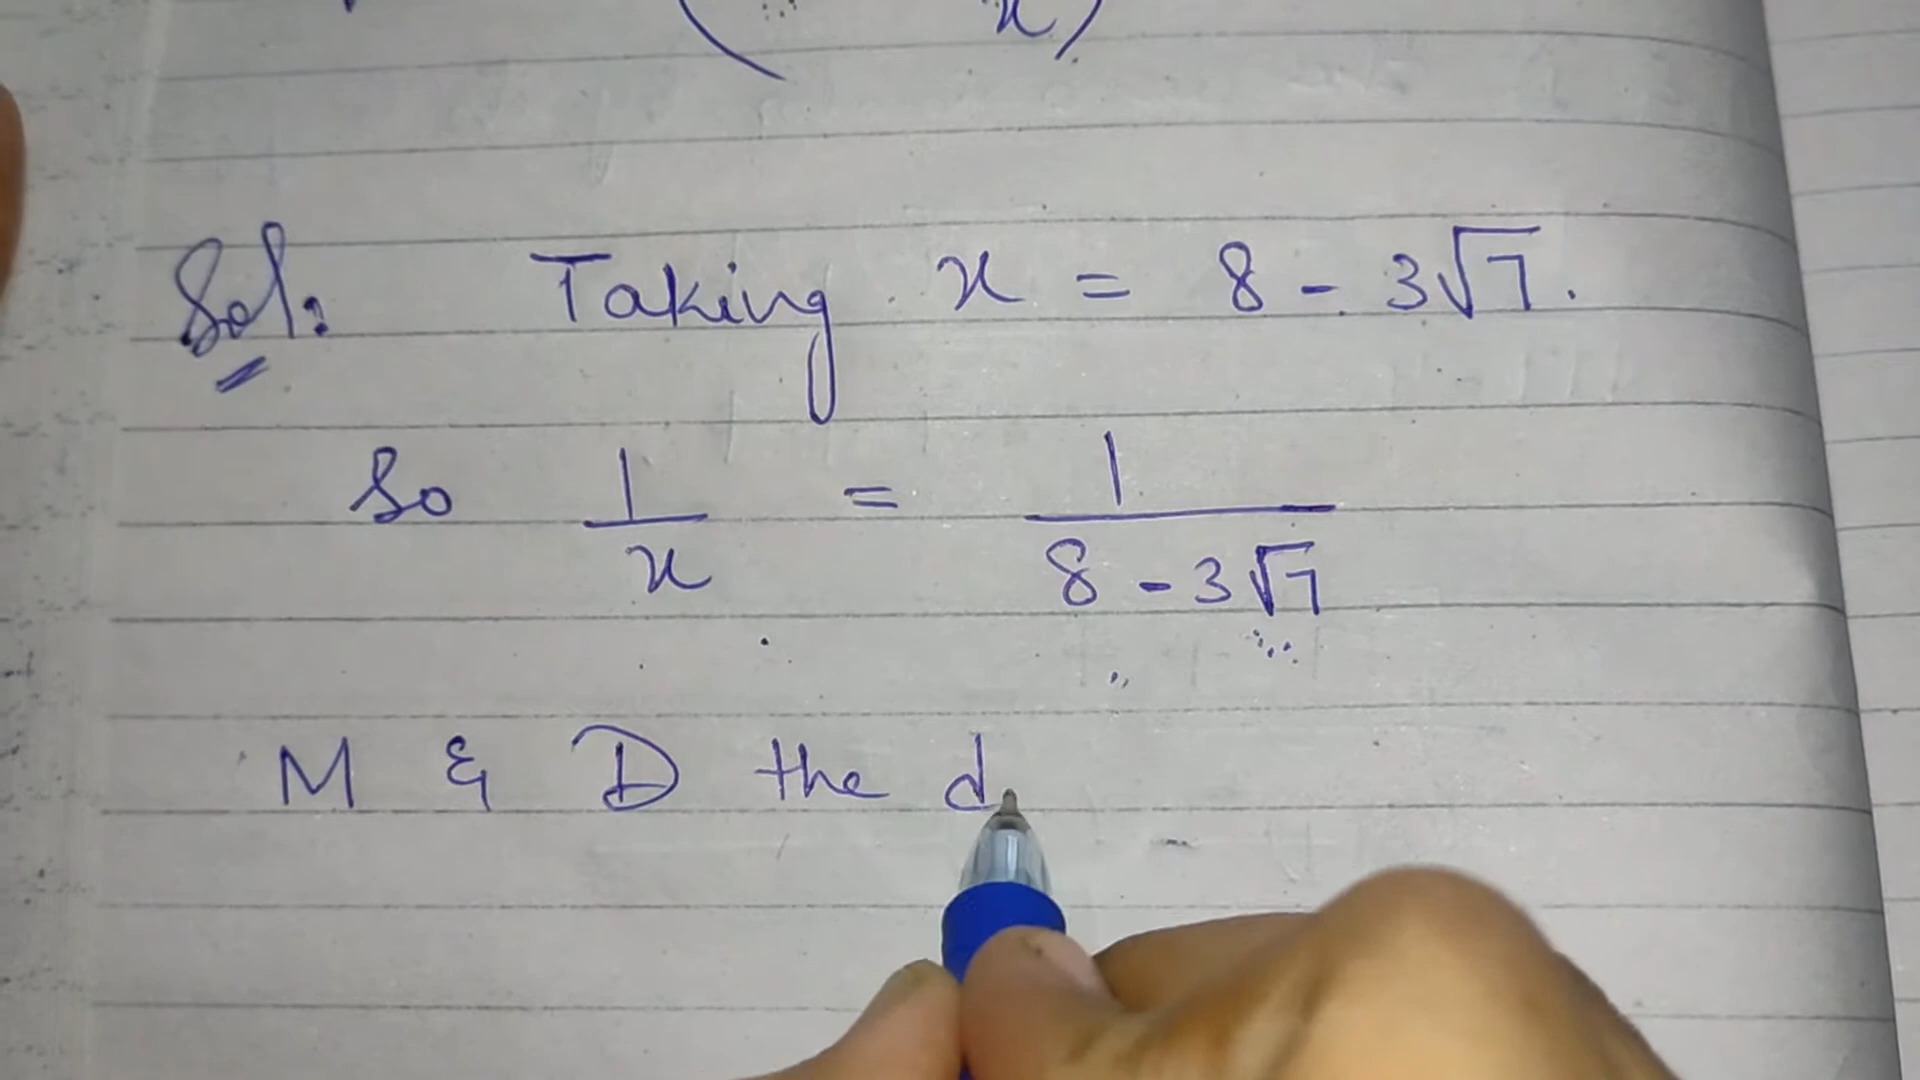 x)
Sol: Taking x = 8 - 3√7.
So 1/x = 1/(8 - 3√7)
M & D the d